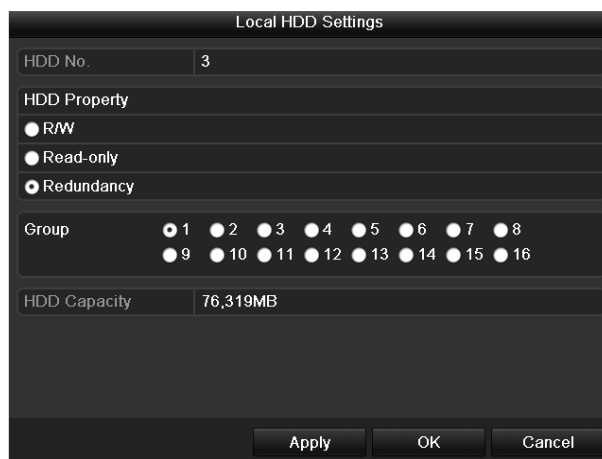 Local HDD Settings
HDD No. 3
HDD Property
R/W
Read-only
Redundancy
Group 1 2 3 4 5 6 7 8
9 10 11 12 13 14 15 16
HDD Capacity 76,319MB
Apply OK Cancel